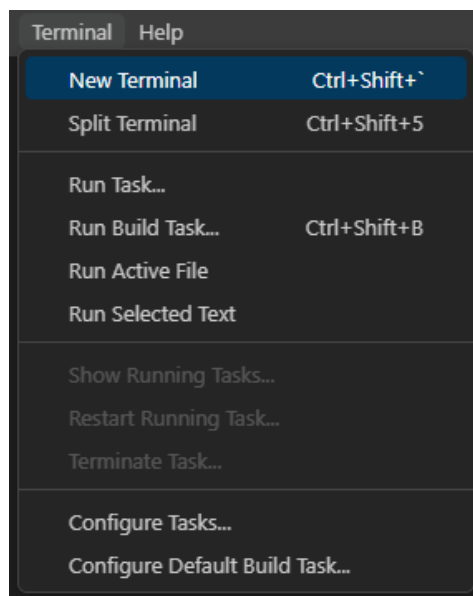 Terminal Help
New Terminal Ctrl+Shift+`
Split Terminal Ctrl+Shift+5
Run Task...
Run Build Task... Ctrl+Shift+B
Run Active File
Run Selected Text
Show Running Tasks...
Restart Running Task...
Terminate Task...
Configure Tasks...
Configure Default Build Task...